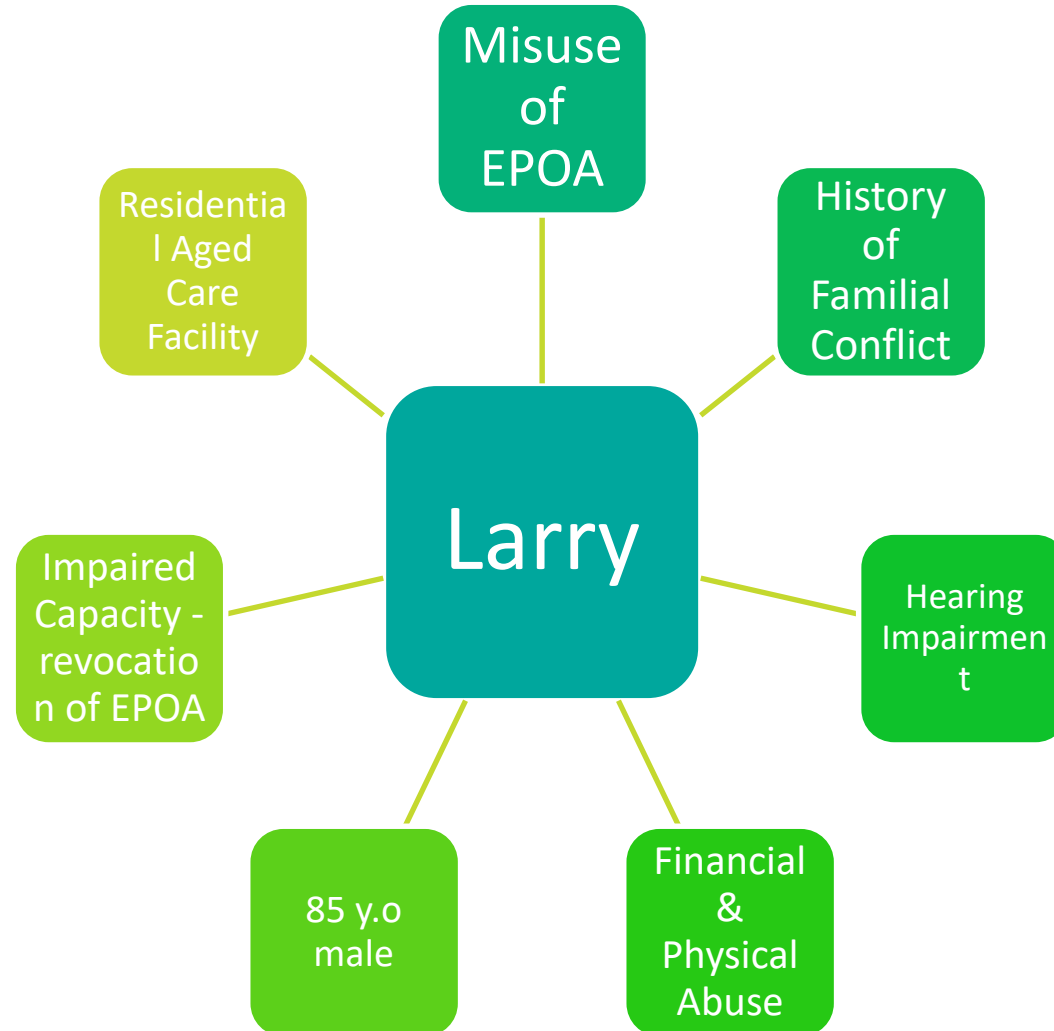 Misuse
of
EPOA
History
of
Familial
Conflict
Hearing
Impairmen
t
Financial
&
Physical
Abuse
85 y.o
male
Impaired
Capacity -
revocatio
n of EPOA
Residentia
l Aged
Care
Facility
Larry